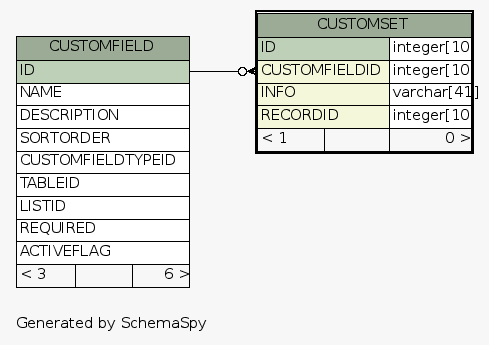 CUSTOMFIELD
ID
NAME
DESCRIPTION
SORTORDER
CUSTOMFIELDTYPEID
TABLEID
LISTID
REQUIRED
ACTIVEFLAG
< 3 6 >
CUSTOMSET
ID integer[10
CUSTOMFIELDID integer[10
INFO varchar[41]
RECORDID integer[10
< 1 0 >
Generated by SchemaSpy